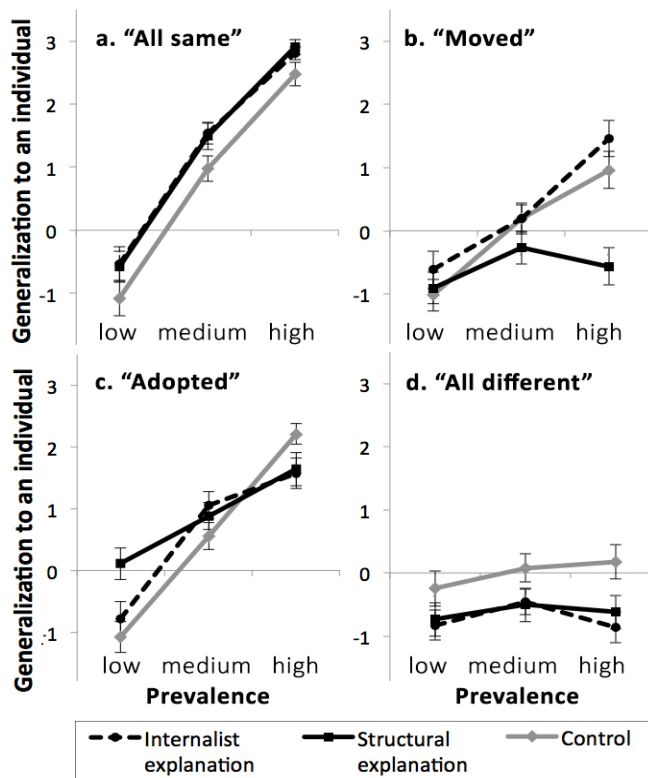 a. “All same”
b. “Moved”
Generalization to an individual
3
2
1
0
-1
low medium high
3
2
1
0
-1
low medium high
c. “Adopted”
d. “All different”
Generalization to an individual
3
2
1
0
-1
low medium high
Prevalence
3
2
1
0
-1
low medium high
Prevalence
Internalist explanation
Structural explanation
Control